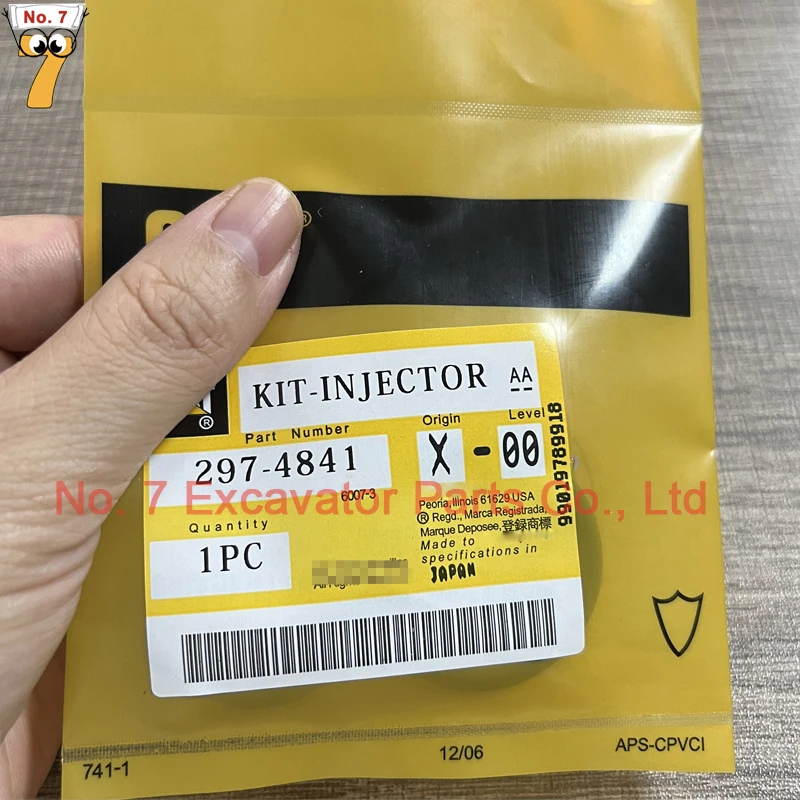 No. 7
7
®
KIT-INJECTOR AA
®
Part Number
Origin Level
297-4841
X - 00
6007-3
99019789918
No. 7 Excavator Parts Co., Ltd
Peoria, Illinois 61629 USA
® Regd., Marca Registrada,
Marque Deposee, 登録商標
Quantity
1PC
Made to
specifications in
JAPAN
741-1
12/06
APS-CPVCI